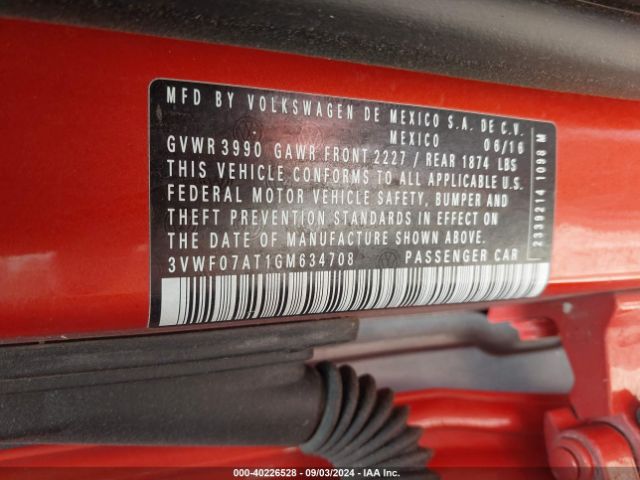 MFD BY VOLKSWAGEN DE MEXICO S.A. DE C.V.
MEXICO 06/16
GVWR 3990 GAWR FRONT 2227 / REAR 1874 LBS
THIS VEHICLE CONFORMS TO ALL APPLICABLE U.S.
FEDERAL MOTOR VEHICLE SAFETY, BUMPER AND
THEFT PREVENTION STANDARDS IN EFFECT ON
THE DATE OF MANUFACTURE SHOWN ABOVE.
3VWF07AT1GM634708 PASSENGER CAR
2339214 1098 M
000-40226528 - 09/03/2024 - IAA Inc.